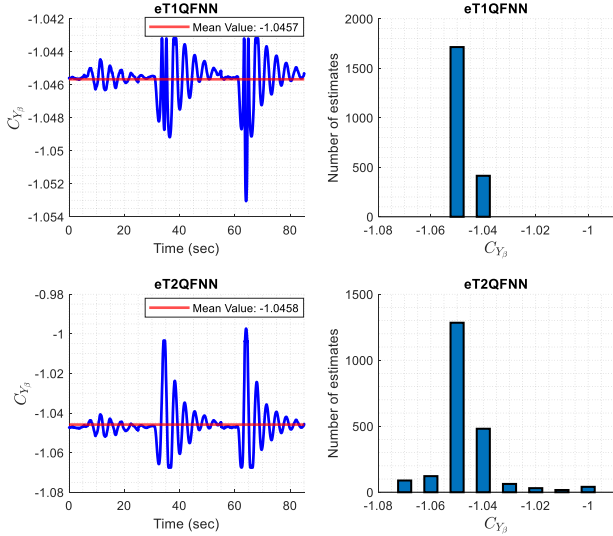 eT1QFNN
-1.042
Mean Value: -1.0457
-1.044
-1.046
-1.048
-1.05
-1.052
-1.054
C_{Y_β}
0 20 40 60 80
Time (sec)
eT1QFNN
2000
1500
1000
500
0
Number of estimates
-1.08 -1.06 -1.04 -1.02 -1
C_{Y_β}
eT2QFNN
-0.98
Mean Value: -1.0458
-1
-1.02
-1.04
-1.06
-1.08
C_{Y_β}
0 20 40 60 80
Time (sec)
eT2QFNN
1500
1000
500
0
Number of estimates
-1.08 -1.06 -1.04 -1.02 -1
C_{Y_β}